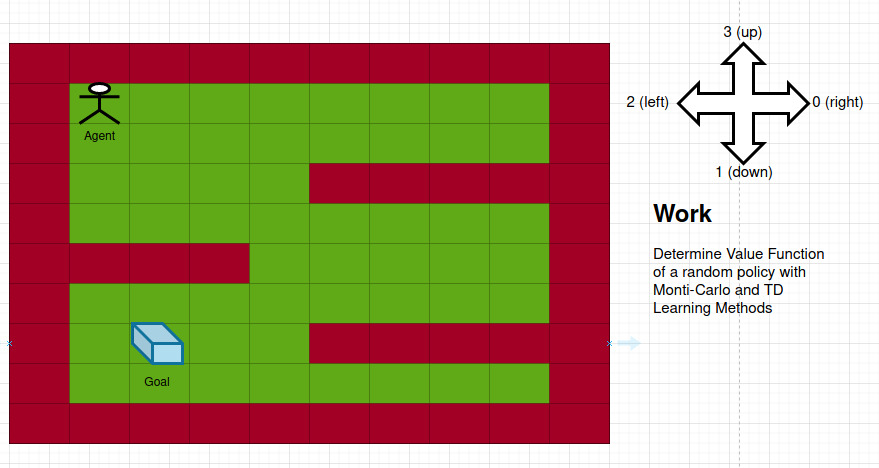 3 (up)
2 (left)
0 (right)
1 (down)
Agent
Work
Determine Value Function
of a random policy with
Monti-Carlo and TD
Learning Methods
Goal